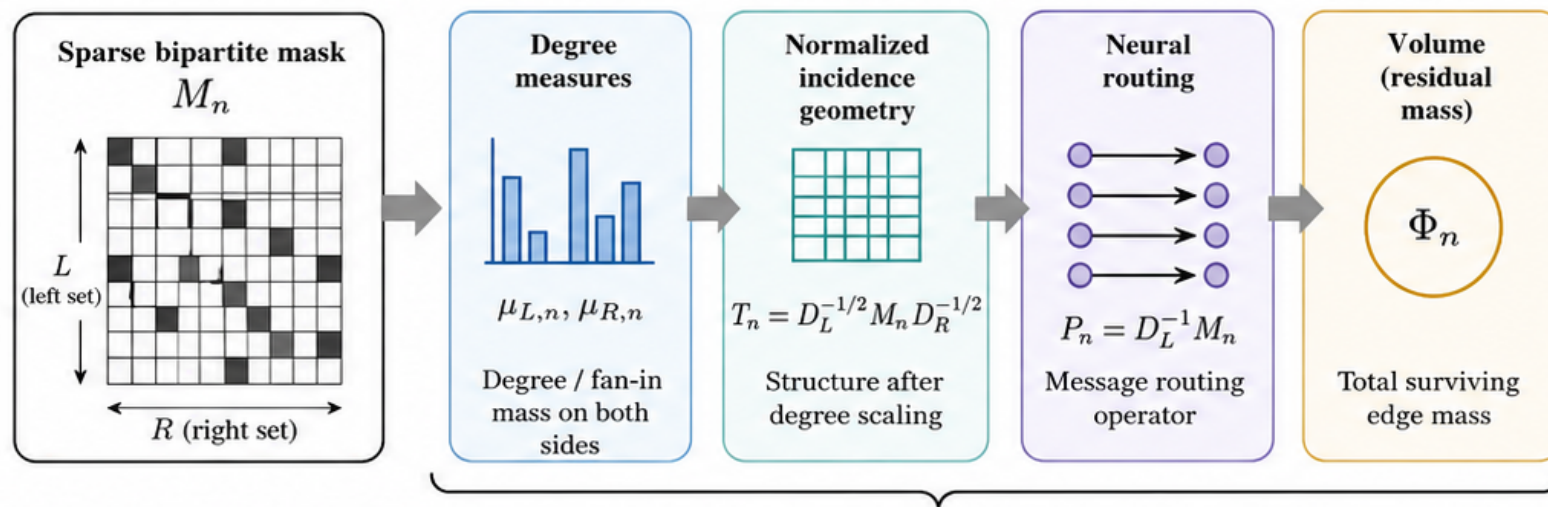 Sparse bipartite mask
M_n
L
(left set)
R (right set)
Degree
measures
μ_{L,n}, μ_{R,n}
Degree / fan-in
mass on both
sides
Normalized
incidence
geometry
T_n = D_L^{-1/2} M_n D_R^{-1/2}
Structure after
degree scaling
Neural
routing
P_n = D_L^{-1} M_n
Message routing
operator
Volume
(residual
mass)
Φ_n
Total surviving
edge mass